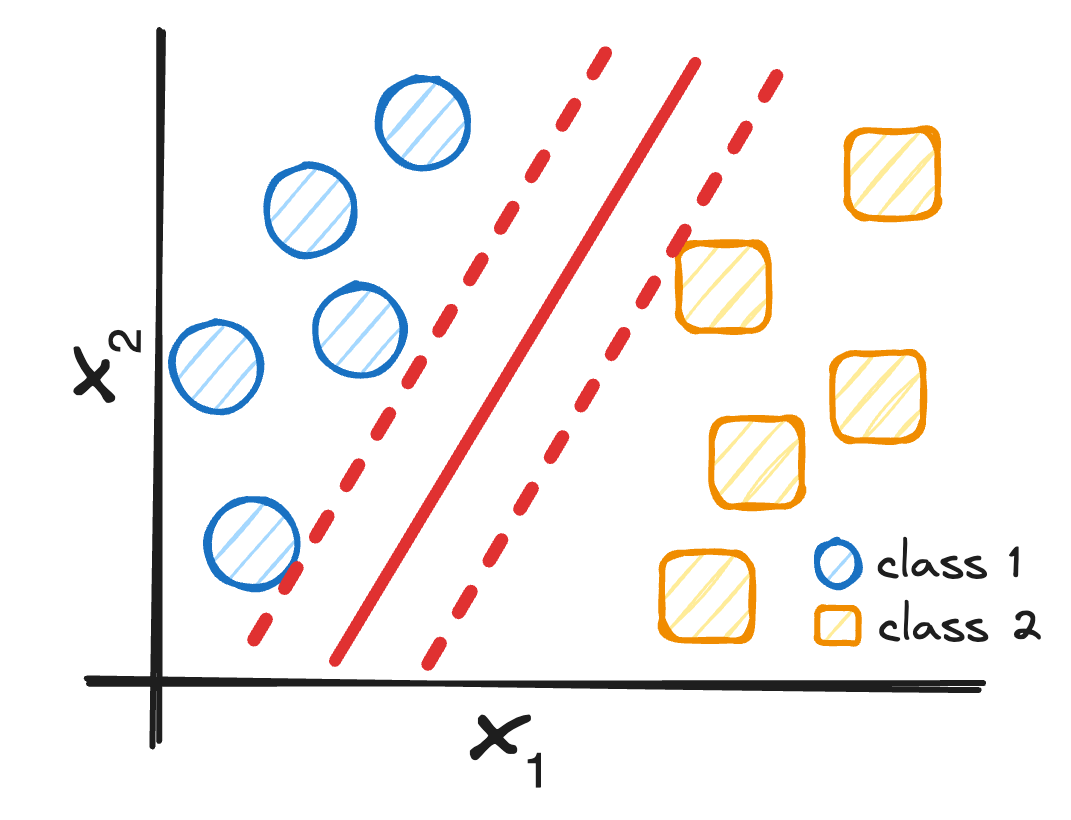 x₂
class 1
class 2
x₁